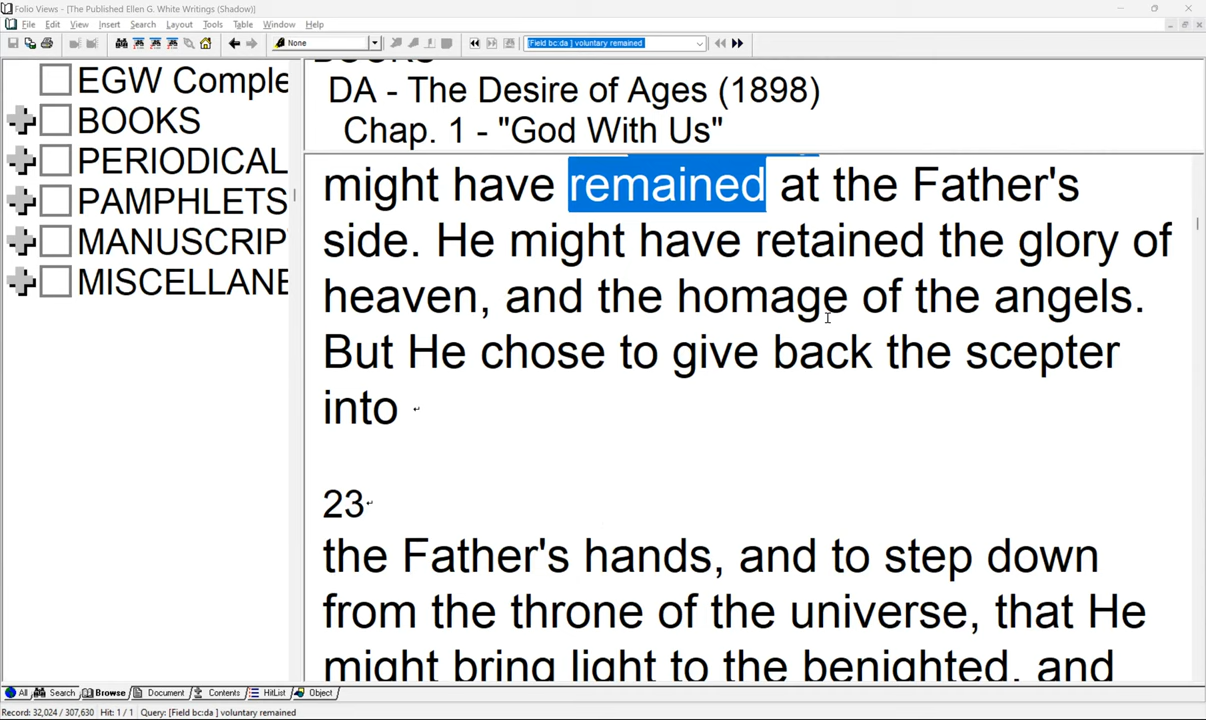 Folio Views - [The Published Ellen G. White Writings (Shadow)]
File Edit View Insert Search Layout Tools Table Window Help
None
[Field bc:da ] voluntary remained
EGW Comple
BOOKS
PERIODICAL
PAMPHLETS
MANUSCRIP
MISCELLANE
DA - The Desire of Ages (1898)
Chap. 1 - "God With Us"
might have remained at the Father's
side. He might have retained the glory of
heaven, and the homage of the angels.
But He chose to give back the scepter
into
23
the Father's hands, and to step down
from the throne of the universe, that He
might bring light to the benighted, and
All Search Browse Document Contents HitList Object
Record: 32,024 / 307,630 Hit: 1 / 1 Query: [Field bc:da ] voluntary remained